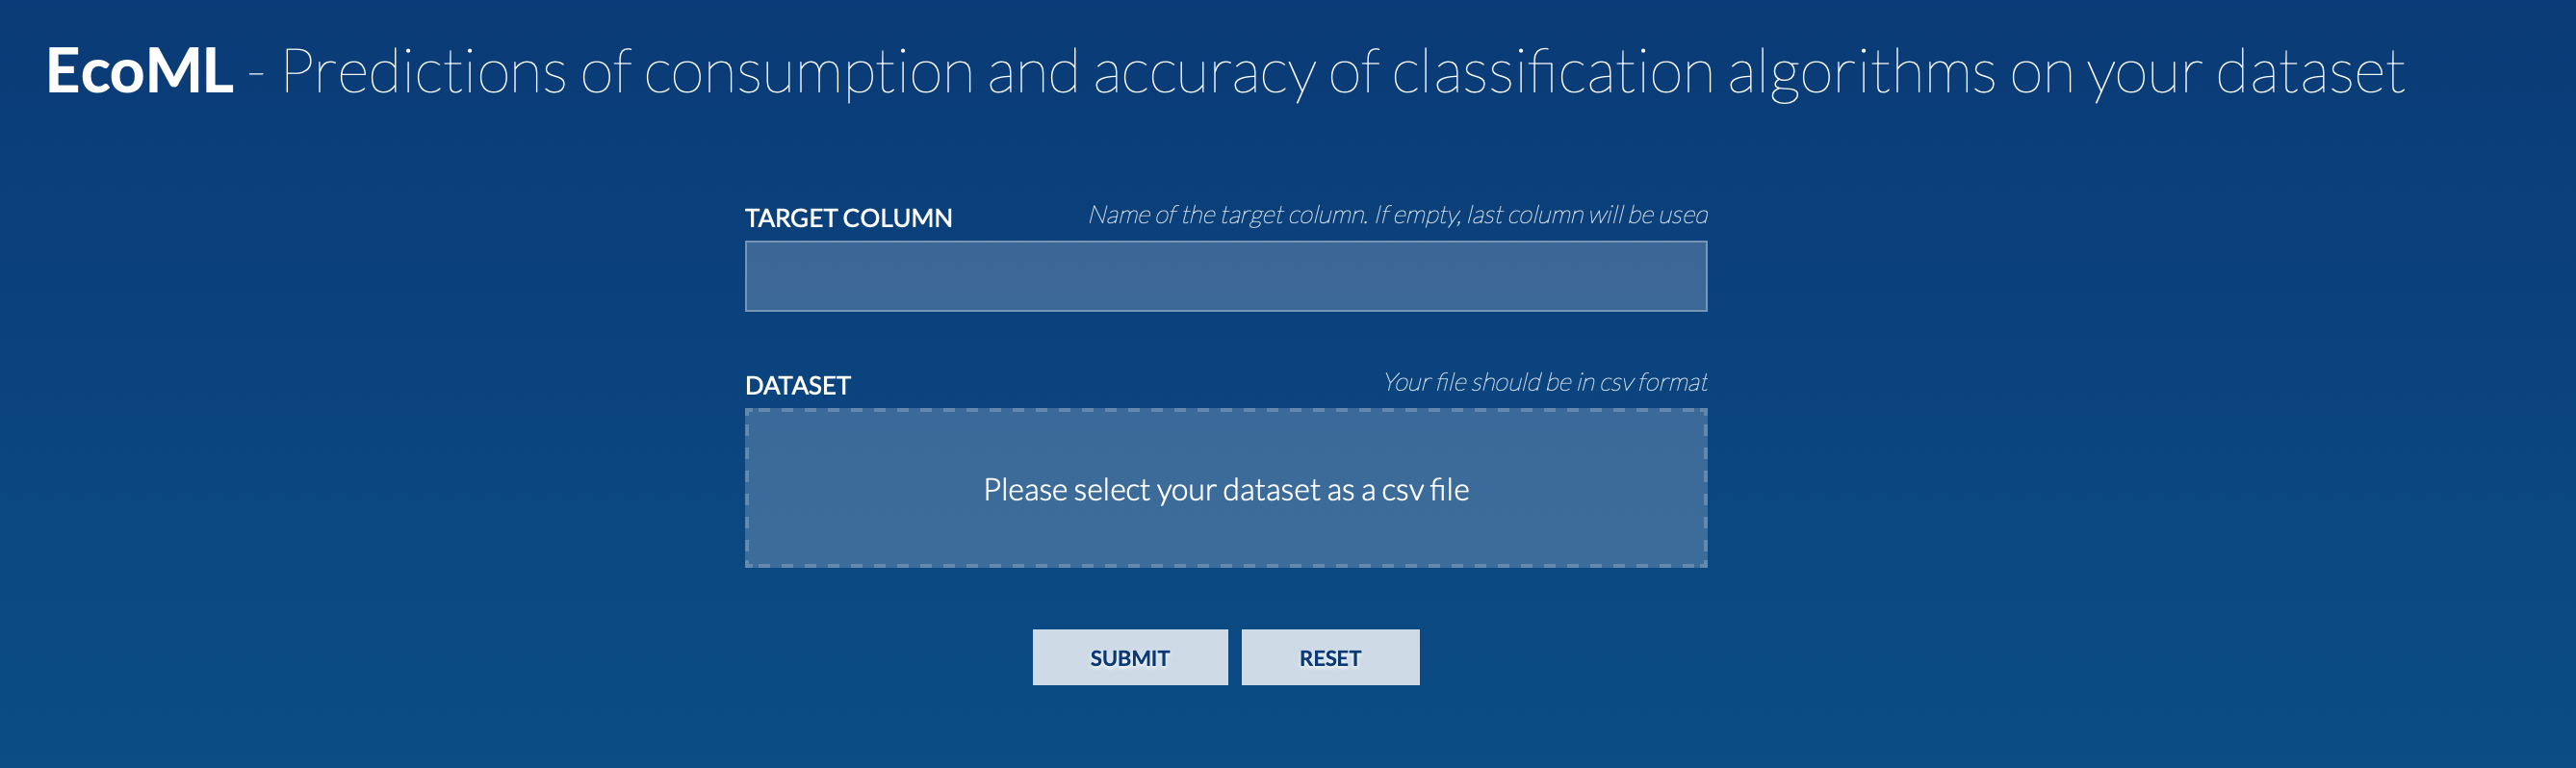 EcoML - Predictions of consumption and accuracy of classification algorithms on your dataset
TARGET COLUMN Name of the target column. If empty, last column will be used
DATASET Your file should be in csv format
Please select your dataset as a csv file
SUBMIT RESET